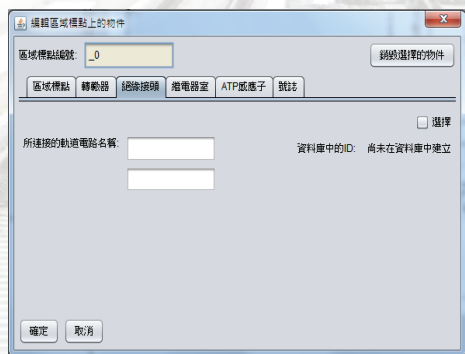 編輯區域標點上的物件
區域標點編號: _0 銷毀選擇的物件
區域標點 轉轍器 絕緣接頭 繼電器室 ATP感應子 號誌
選擇
所連接的軌道電路名稱: 資料庫中的ID: 尚未在資料庫中建立
確定 取消